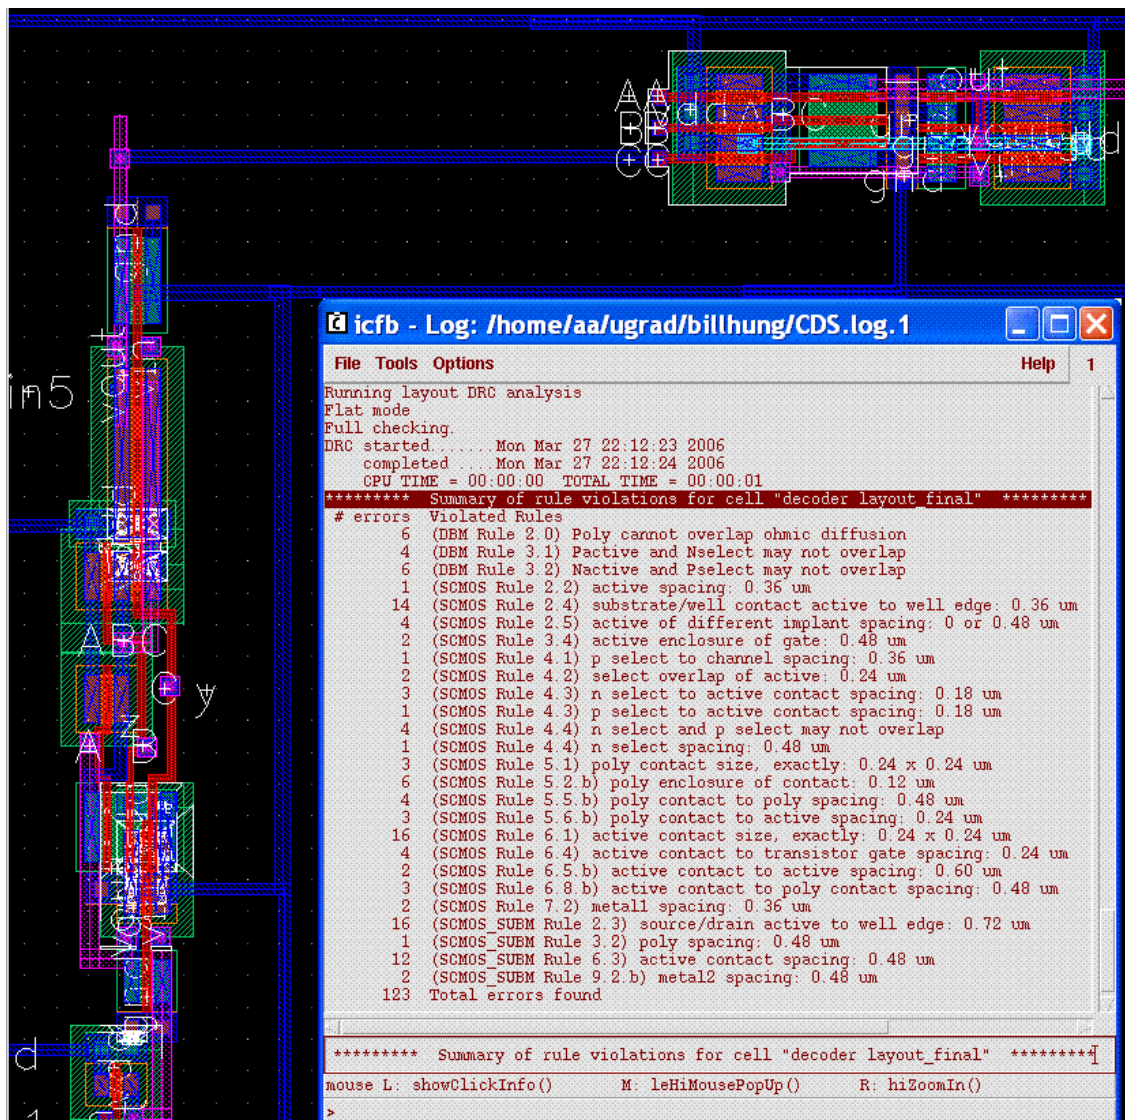 out
A A
B B
C C
gnd
in5
vout
icfb - Log: /home/aa/ugrad/billhung/CDS.log.1
File Tools Options Help 1
Running layout DRC analysis
Flat mode
Full checking.
DRC started.......Mon Mar 27 22:12:23 2006
completed ....Mon Mar 27 22:12:24 2006
CPU TIME = 00:00:00 TOTAL TIME = 00:00:01
********* Summary of rule violations for cell "decoder layout_final" *********
# errors Violated Rules
6 (DBM Rule 2.0) Poly cannot overlap ohmic diffusion
4 (DBM Rule 3.1) Pactive and Nselect may not overlap
6 (DBM Rule 3.2) Nactive and Pselect may not overlap
1 (SCMOS Rule 2.2) active spacing: 0.36 um
14 (SCMOS Rule 2.4) substrate/well contact active to well edge: 0.36 um
4 (SCMOS Rule 2.5) active of different implant spacing: 0 or 0.48 um
2 (SCMOS Rule 3.4) active enclosure of gate: 0.48 um
1 (SCMOS Rule 4.1) p select to channel spacing: 0.36 um
2 (SCMOS Rule 4.2) select overlap of active: 0.24 um
3 (SCMOS Rule 4.3) n select to active contact spacing: 0.18 um
1 (SCMOS Rule 4.3) p select to active contact spacing: 0.18 um
4 (SCMOS Rule 4.4) n select and p select may not overlap
1 (SCMOS Rule 4.4) n select spacing: 0.48 um
3 (SCMOS Rule 5.1) poly contact size, exactly: 0.24 x 0.24 um
6 (SCMOS Rule 5.2.b) poly enclosure of contact: 0.12 um
4 (SCMOS Rule 5.5.b) poly contact to poly spacing: 0.48 um
3 (SCMOS Rule 5.6.b) poly contact to active spacing: 0.24 um
16 (SCMOS Rule 6.1) active contact size, exactly: 0.24 x 0.24 um
4 (SCMOS Rule 6.4) active contact to transistor gate spacing: 0.24 um
2 (SCMOS Rule 6.5.b) active contact to active spacing: 0.60 um
3 (SCMOS Rule 6.8.b) active contact to poly contact spacing: 0.48 um
2 (SCMOS Rule 7.2) metal1 spacing: 0.36 um
16 (SCMOS_SUBM Rule 2.3) source/drain active to well edge: 0.72 um
1 (SCMOS_SUBM Rule 3.2) poly spacing: 0.48 um
12 (SCMOS_SUBM Rule 6.3) active contact spacing: 0.48 um
2 (SCMOS_SUBM Rule 9.2.b) metal2 spacing: 0.48 um
123 Total errors found
********* Summary of rule violations for cell "decoder layout_final" *********
mouse L: showClickInfo() M: leHiMousePopUp() R: hiZoomIn()
>
ABC
y
z
A B
d